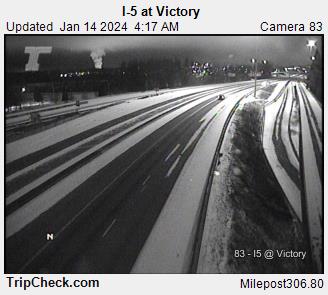 I-5 at Victory
Updated  Jan 14 2024  4:17 AM
Camera 83
T
N
83 - I5 @ Victory
TripCheck.com
Milepost306.80